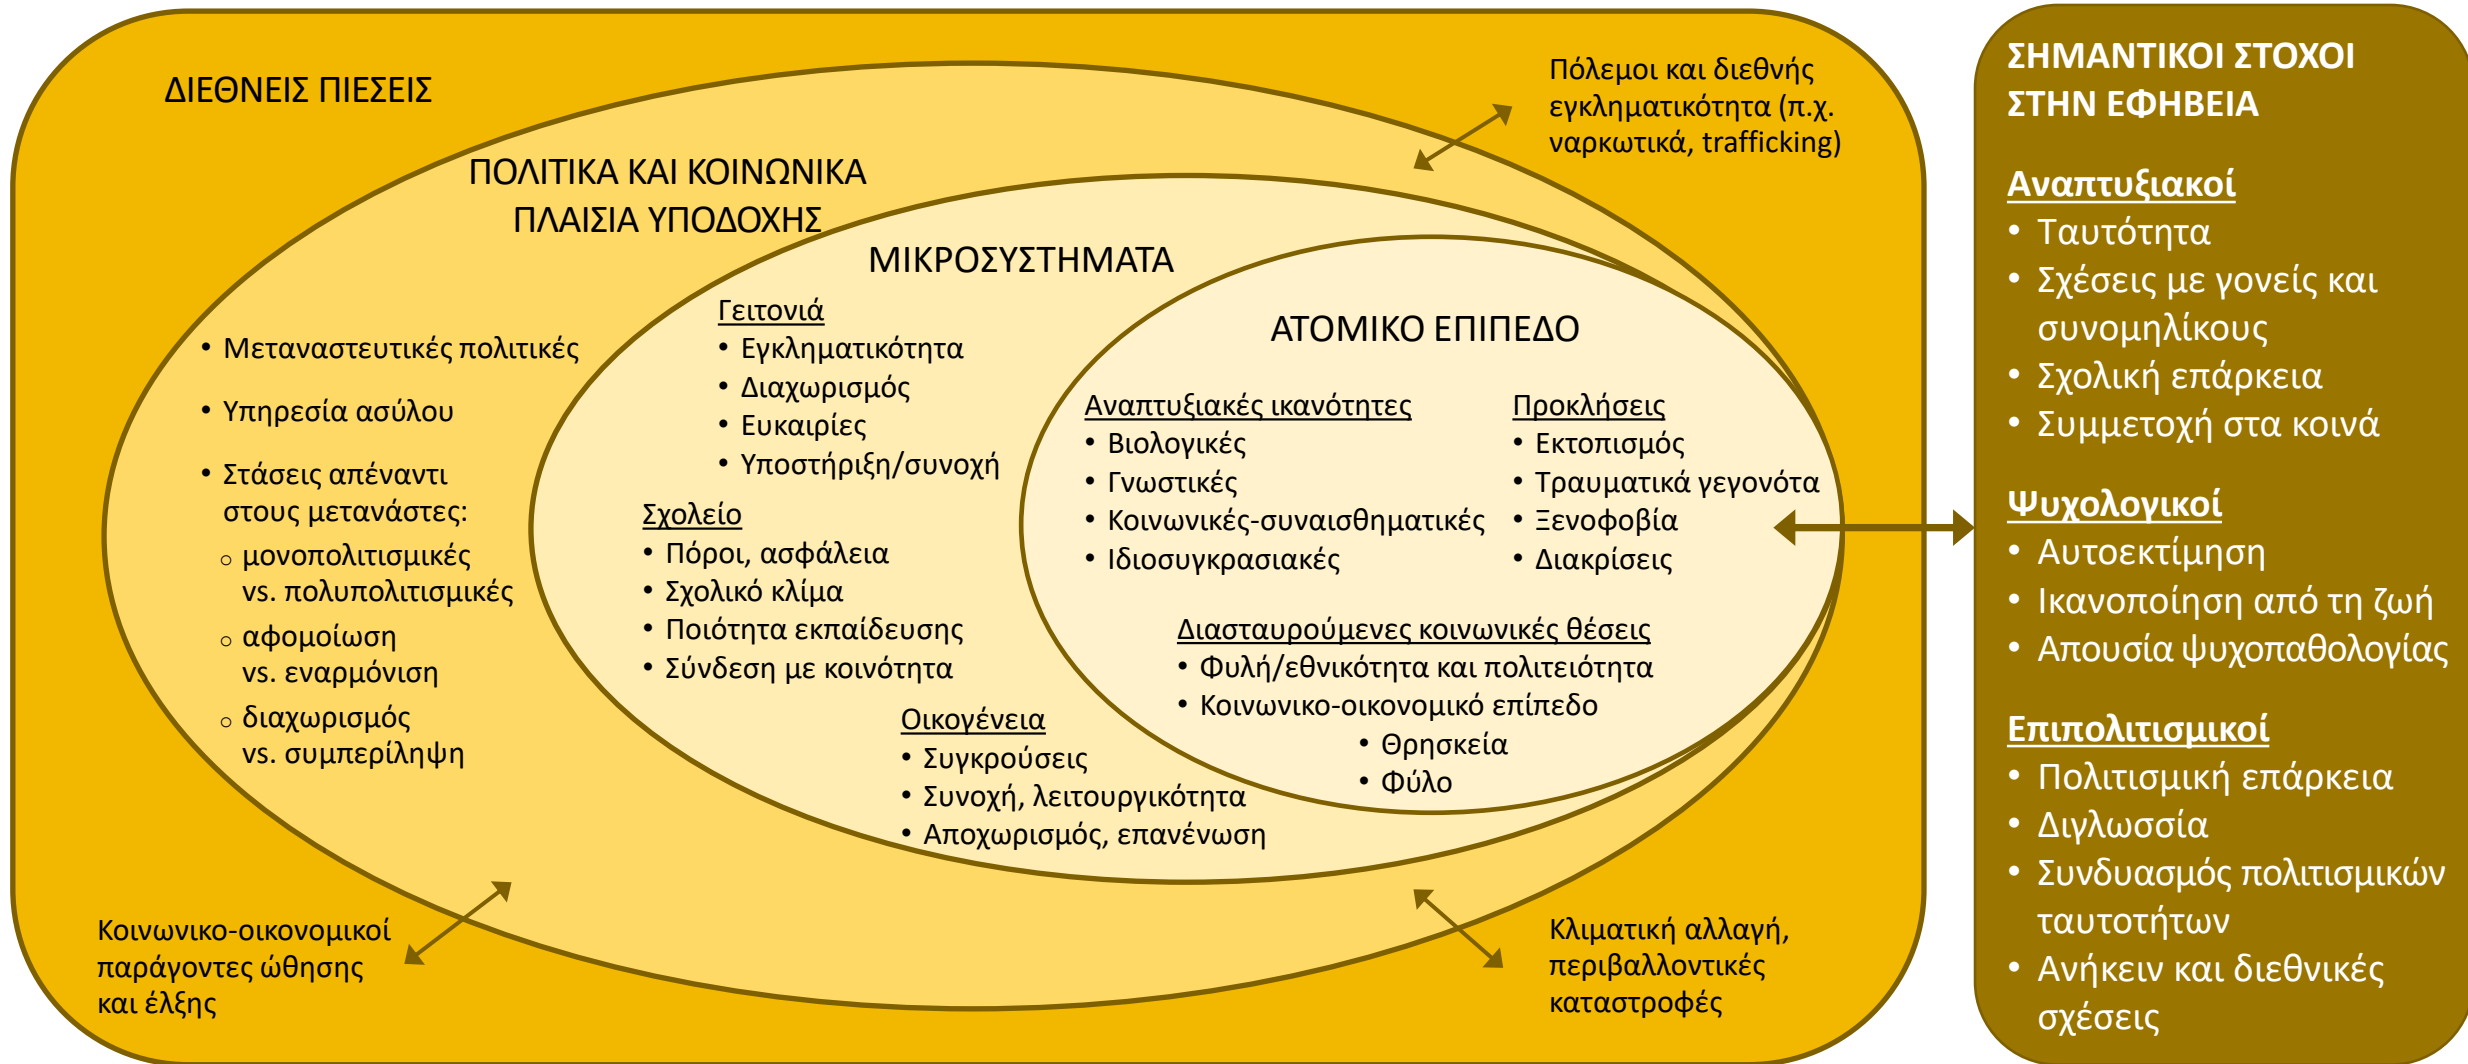 ΔΙΕΘΝΕΙΣ ΠΙΕΣΕΙΣ
Πόλεμοι και διεθνής
εγκληματικότητα (π.χ.
ναρκωτικά, trafficking)
ΠΟΛΙΤΙΚΑ ΚΑΙ ΚΟΙΝΩΝΙΚΑ
ΠΛΑΙΣΙΑ ΥΠΟΔΟΧΗΣ
• Μεταναστευτικές πολιτικές
• Υπηρεσία ασύλου
• Στάσεις απέναντι
στους μετανάστες:
○ μονοπολιτισμικές
vs. πολυπολιτισμικές
○ αφομοίωση
vs. εναρμόνιση
○ διαχωρισμός
vs. συμπερίληψη
ΜΙΚΡΟΣΥΣΤΗΜΑΤΑ
Γειτονιά
• Εγκληματικότητα
• Διαχωρισμός
• Ευκαιρίες
• Υποστήριξη/συνοχή
Σχολείο
• Πόροι, ασφάλεια
• Σχολικό κλίμα
• Ποιότητα εκπαίδευσης
• Σύνδεση με κοινότητα
Οικογένεια
• Συγκρούσεις
• Συνοχή, λειτουργικότητα
• Αποχωρισμός, επανένωση
ΑΤΟΜΙΚΟ ΕΠΙΠΕΔΟ
Αναπτυξιακές ικανότητες
• Βιολογικές
• Γνωστικές
• Κοινωνικές-συναισθηματικές
• Ιδιοσυγκρασιακές
Προκλήσεις
• Εκτοπισμός
• Τραυματικά γεγονότα
• Ξενοφοβία
• Διακρίσεις
Διασταυρούμενες κοινωνικές θέσεις
• Φυλή/εθνικότητα και πολιτειότητα
• Κοινωνικο-οικονομικό επίπεδο
• Θρησκεία
• Φύλο
Κοινωνικο-οικονομικοί
παράγοντες ώθησης
και έλξης
Κλιματική αλλαγή,
περιβαλλοντικές
καταστροφές
ΣΗΜΑΝΤΙΚΟΙ ΣΤΟΧΟΙ
ΣΤΗΝ ΕΦΗΒΕΙΑ
Αναπτυξιακοί
• Ταυτότητα
• Σχέσεις με γονείς και
συνομηλίκους
• Σχολική επάρκεια
• Συμμετοχή στα κοινά
Ψυχολογικοί
• Αυτοεκτίμηση
• Ικανοποίηση από τη ζωή
• Απουσία ψυχοπαθολογίας
Επιπολιτισμικοί
• Πολιτισμική επάρκεια
• Διγλωσσία
• Συνδυασμός πολιτισμικών
ταυτοτήτων
• Ανήκειν και διεθνικές
σχέσεις